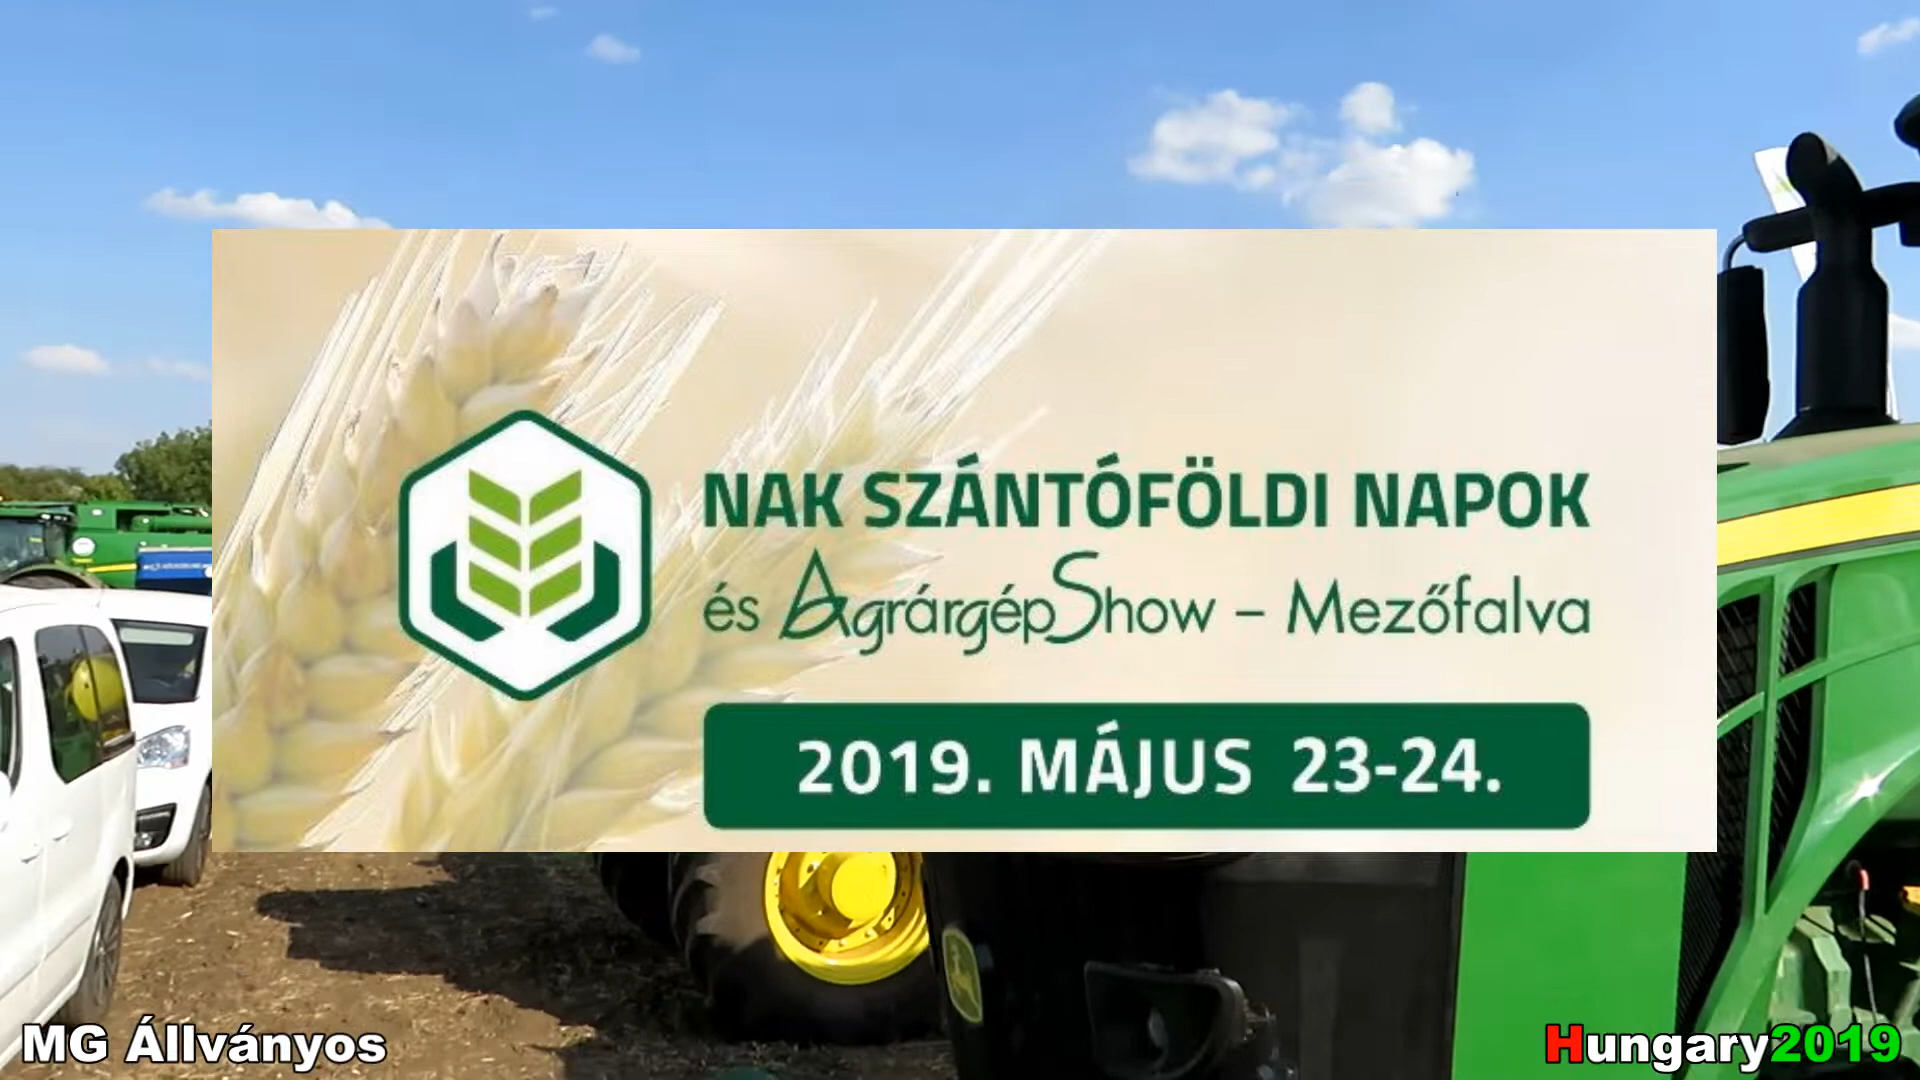 NAK SZÁNTÓFÖLDI NAPOK
és AgrárgépShow – Mezőfalva
2019. MÁJUS 23-24.
MG Állványos
Hungary2019